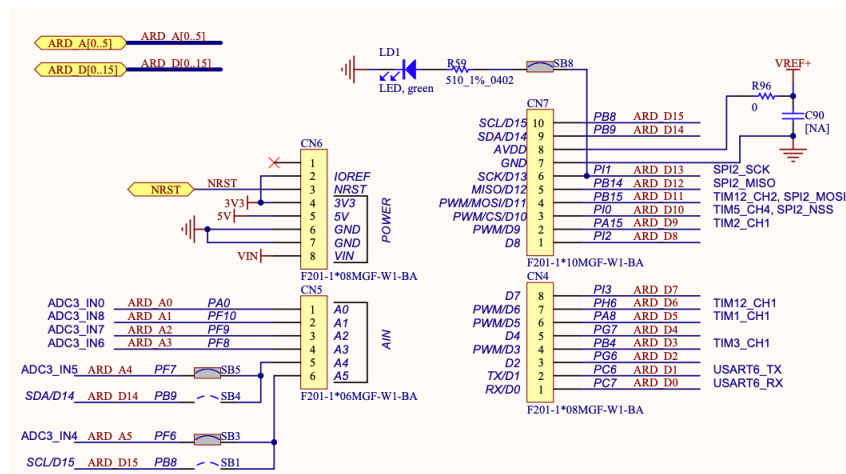 ARD_A[0..5] ARD_A[0..5]
ARD_D[0..15] ARD_D[0..15]
LD1
LED, green
R59
510_1%_0402
SB8
VREF+
R96
0
C90
[NA]
CN7
SCL/D15 10 PB8 ARD_D15
SDA/D14 9 PB9 ARD_D14
AVDD 8
GND 7
SCK/D13 6 PI1 ARD_D13 SPI2_SCK
MISO/D12 5 PB14 ARD_D12 SPI2_MISO
PWM/MOSI/D11 4 PB15 ARD_D11 TIM12_CH2, SPI2_MOSI
PWM/CS/D10 3 PI0 ARD_D10 TIM5_CH4, SPI2_NSS
PWM/D9 2 PA15 ARD_D9 TIM2_CH1
D8 1 PI2 ARD_D8
F201-1*10MGF-W1-BA
CN6
1
2 IOREF
NRST NRST 3 NRST
3V3 4 3V3
5V 5 5V
6 GND
7 GND
VIN 8 VIN
POWER
F201-1*08MGF-W1-BA
CN5
ADC3_IN0 ARD_A0 PA0 1 A0
ADC3_IN8 ARD_A1 PF10 2 A1
ADC3_IN7 ARD_A2 PF9 3 A2
ADC3_IN6 ARD_A3 PF8 4 A3
5 A4
6 A5
AIN
F201-1*06MGF-W1-BA
ADC3_IN5 ARD_A4 PF7 SB5
SDA/D14 ARD_D14 PB9 SB4
ADC3_IN4 ARD_A5 PF6 SB3
SCL/D15 ARD_D15 PB8 SB1
CN4
D7 8 PI3 ARD_D7
PWM/D6 7 PH6 ARD_D6 TIM12_CH1
PWM/D5 6 PA8 ARD_D5 TIM1_CH1
D4 5 PG7 ARD_D4
PWM/D3 4 PB4 ARD_D3 TIM3_CH1
D2 3 PG6 ARD_D2
TX/D1 2 PC6 ARD_D1 USART6_TX
RX/D0 1 PC7 ARD_D0 USART6_RX
F201-1*08MGF-W1-BA